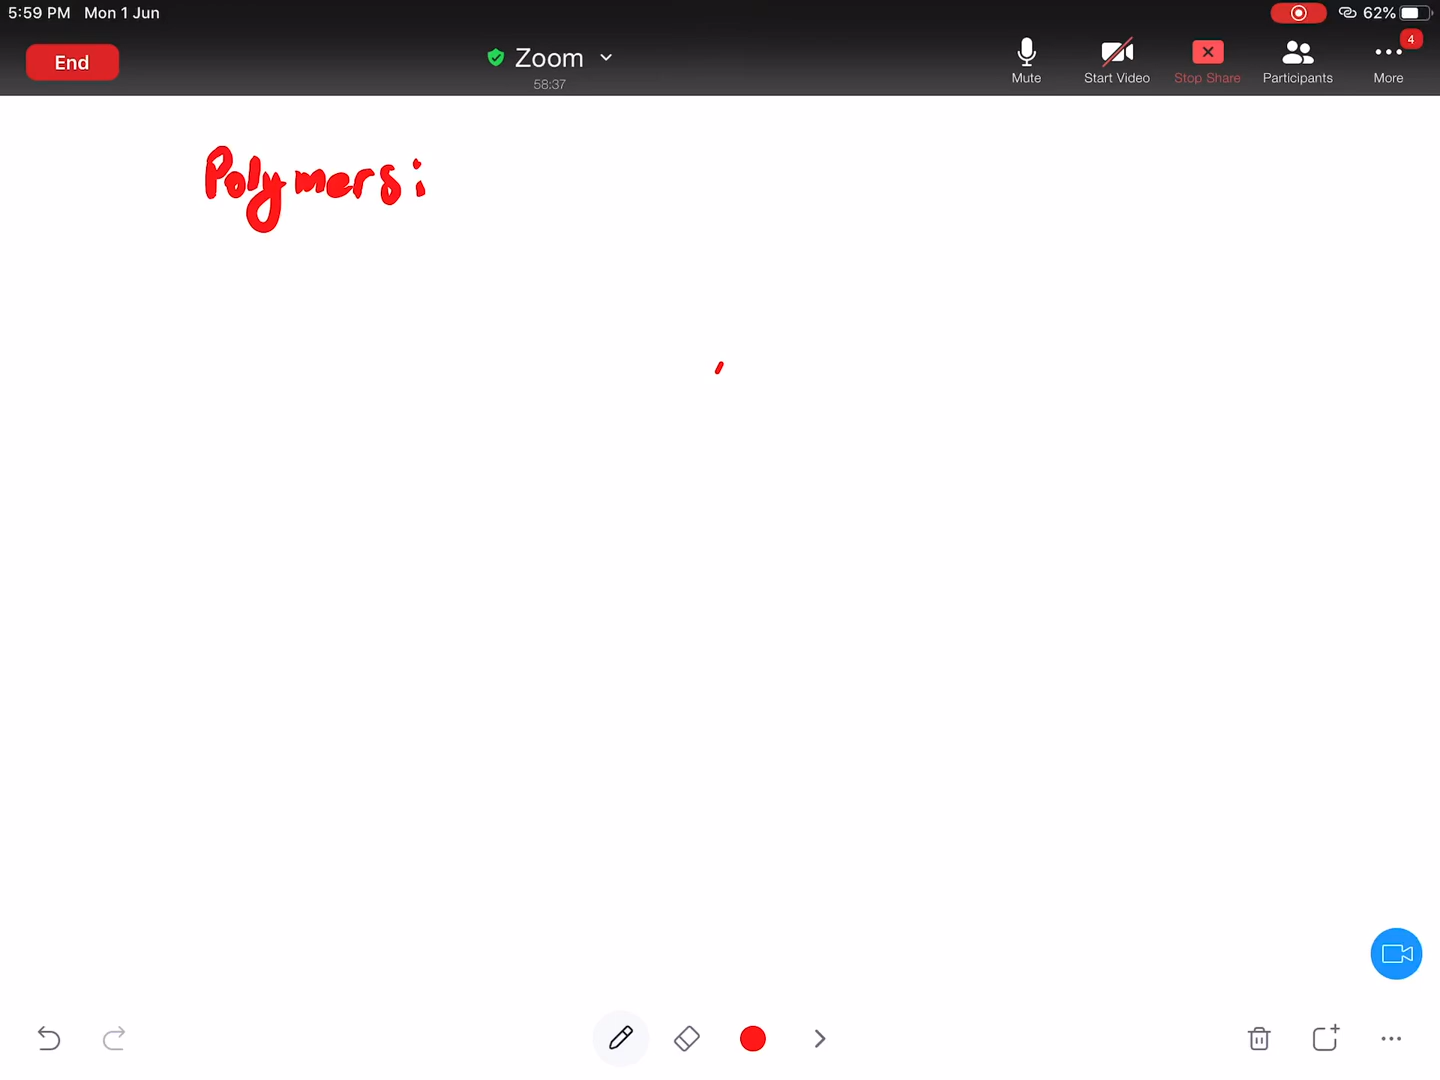 5:59 PM Mon 1 Jun 62%
End Zoom Mute Start Video Stop Share Participants More 4
58:37
Polymers: